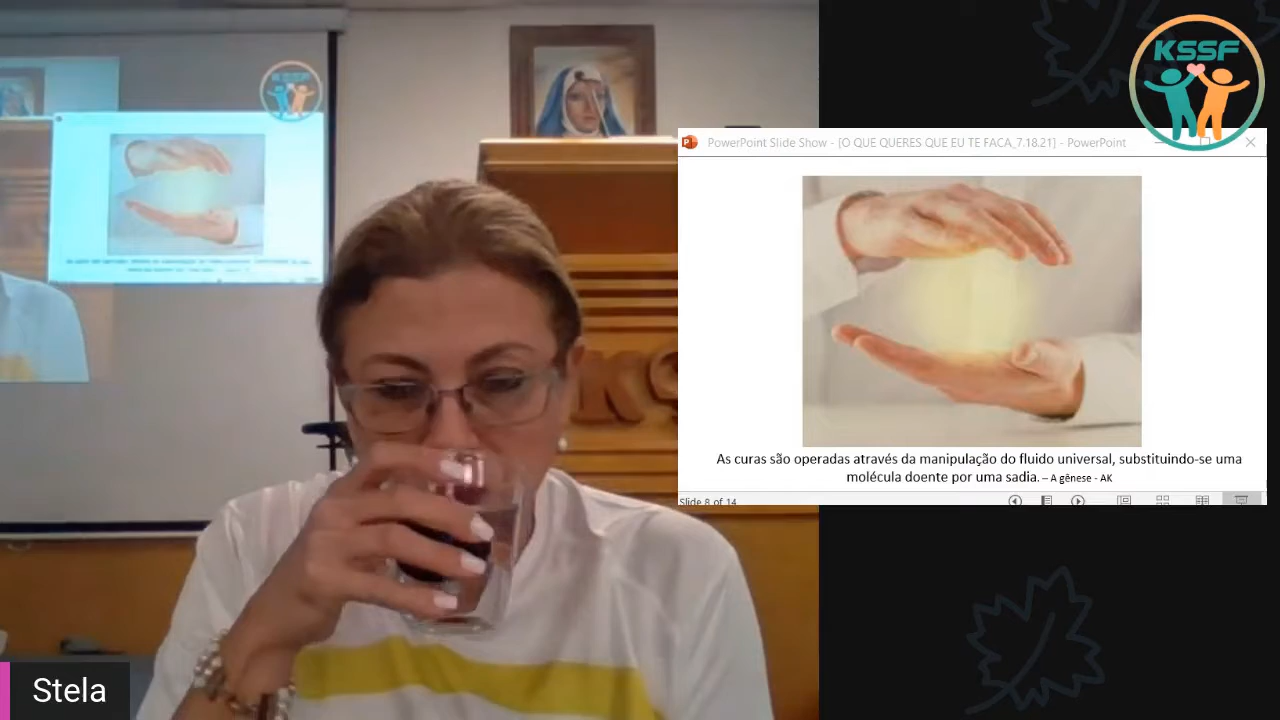 KSSF
PowerPoint Slide Show - [O QUE QUERES QUE EU TE FACA_7.18.21] - PowerPoint
As curas são operadas através da manipulação do fluido universal, substituindo-se uma
molécula doente por uma sadia. – A gênese - AK
Slide 8 of 14
Stela